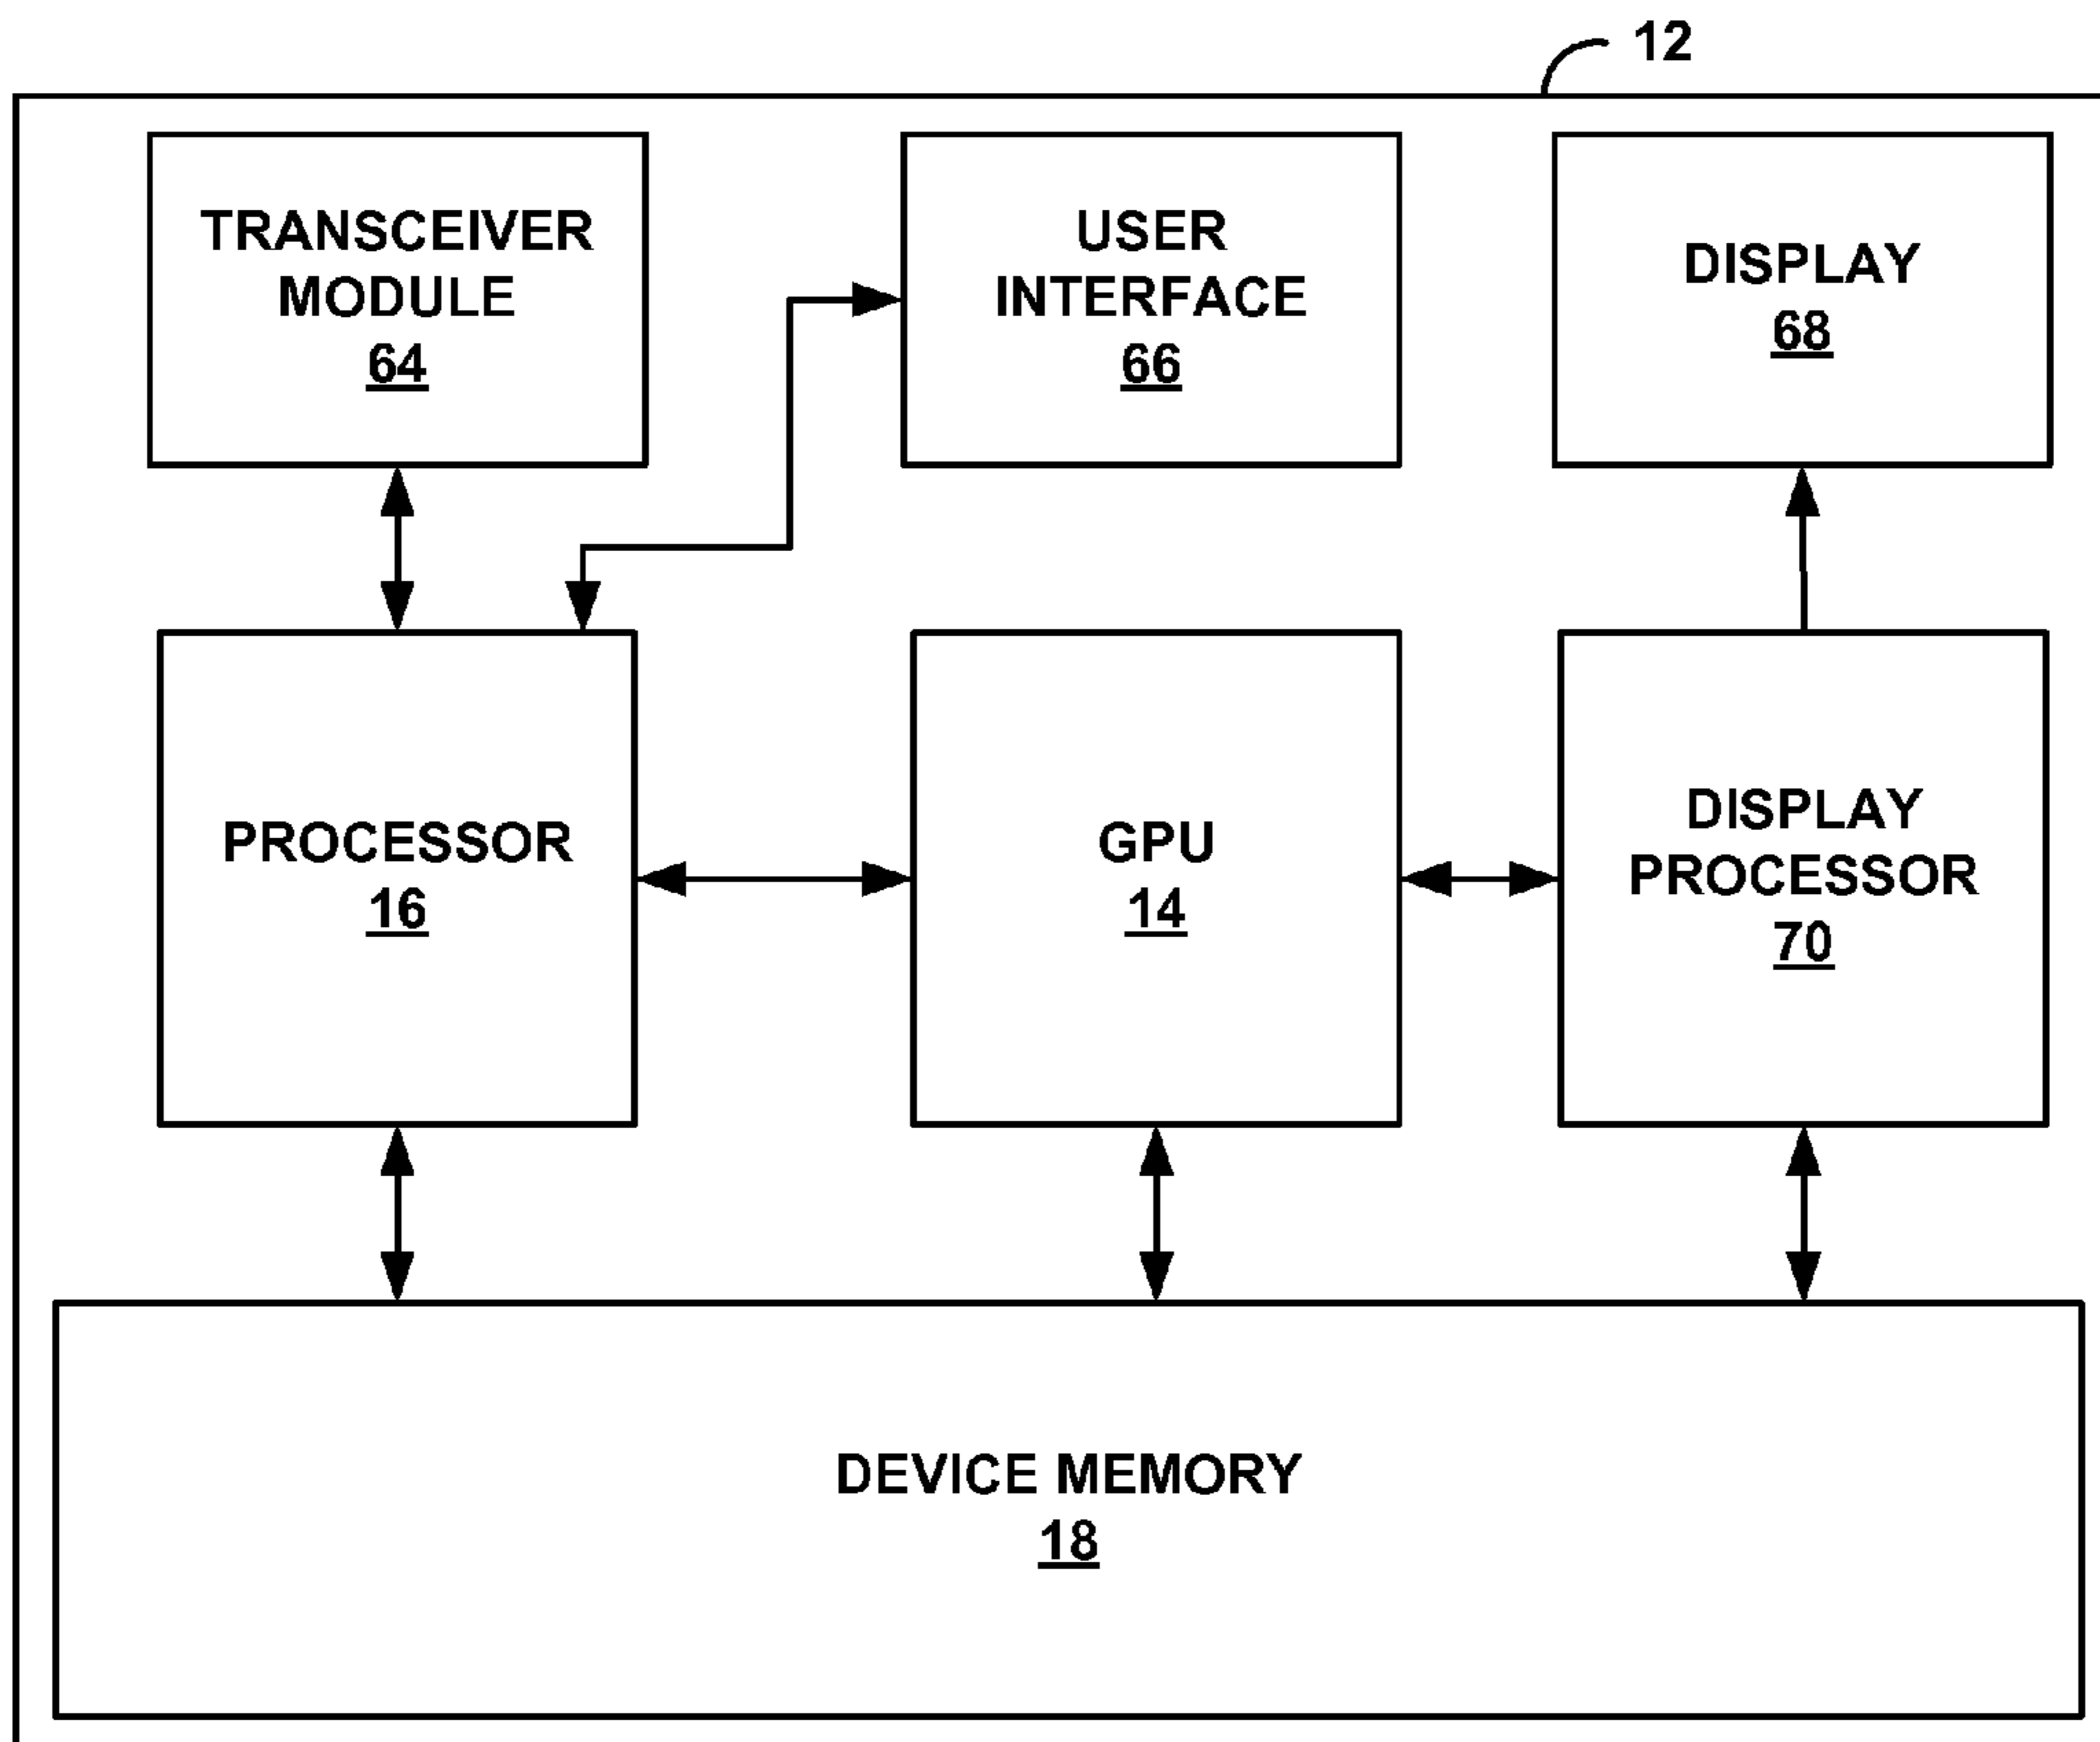 12
TRANSCEIVER
MODULE
64
USER
INTERFACE
66
DISPLAY
68
PROCESSOR
16
GPU
14
DISPLAY
PROCESSOR
70
DEVICE MEMORY
18